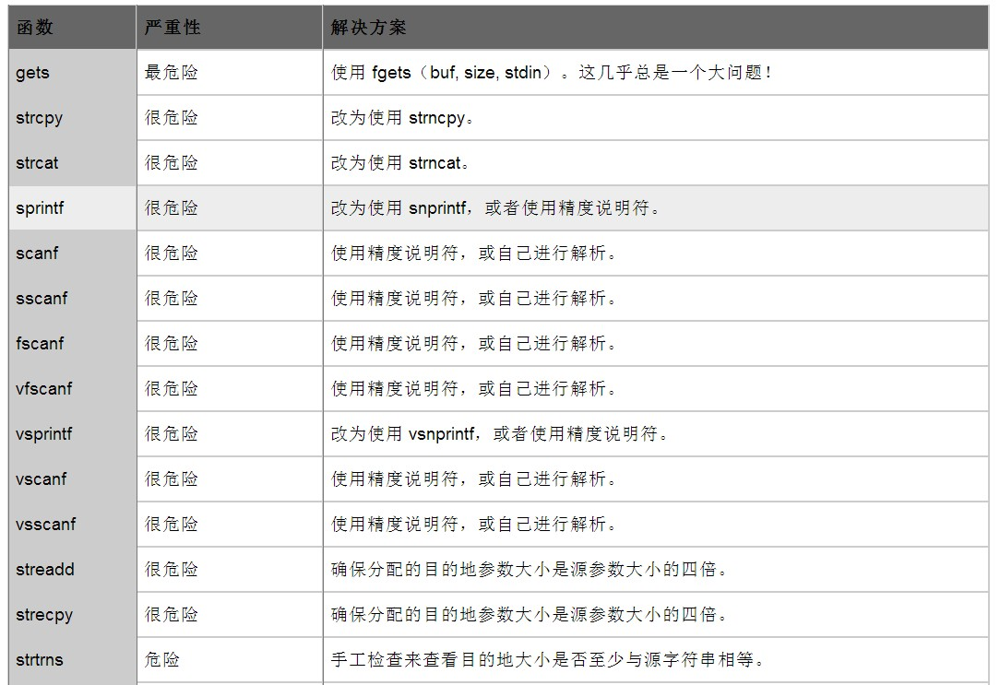 函数 严重性 解决方案
gets 最危险 使用 fgets（buf, size, stdin）。这几乎总是一个大问题！
strcpy 很危险 改为使用 strncpy。
strcat 很危险 改为使用 strncat。
sprintf 很危险 改为使用 snprintf，或者使用精度说明符。
scanf 很危险 使用精度说明符，或自己进行解析。
sscanf 很危险 使用精度说明符，或自己进行解析。
fscanf 很危险 使用精度说明符，或自己进行解析。
vfscanf 很危险 使用精度说明符，或自己进行解析。
vsprintf 很危险 改为使用 vsnprintf，或者使用精度说明符。
vscanf 很危险 使用精度说明符，或自己进行解析。
vsscanf 很危险 使用精度说明符，或自己进行解析。
streadd 很危险 确保分配的目的地参数大小是源参数大小的四倍。
strecpy 很危险 确保分配的目的地参数大小是源参数大小的四倍。
strtrns 危险 手工检查来查看目的地大小是否至少与源字符串相等。